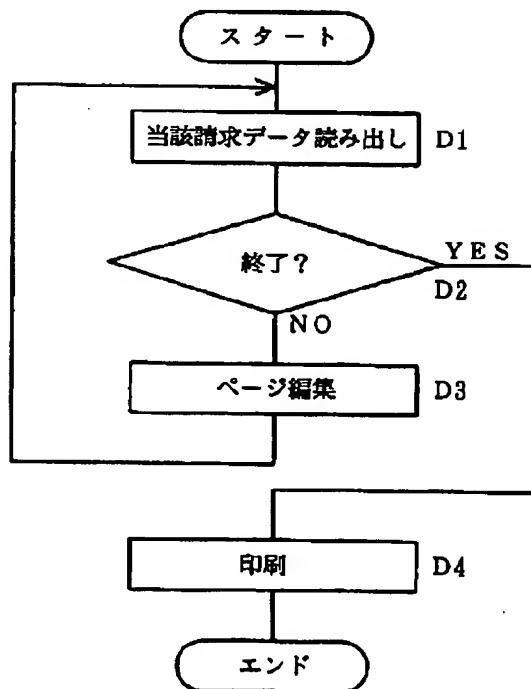 スタート
当該請求データ読み出し D1
終了? YES
D2
NO
ページ編集 D3
印刷 D4
エンド